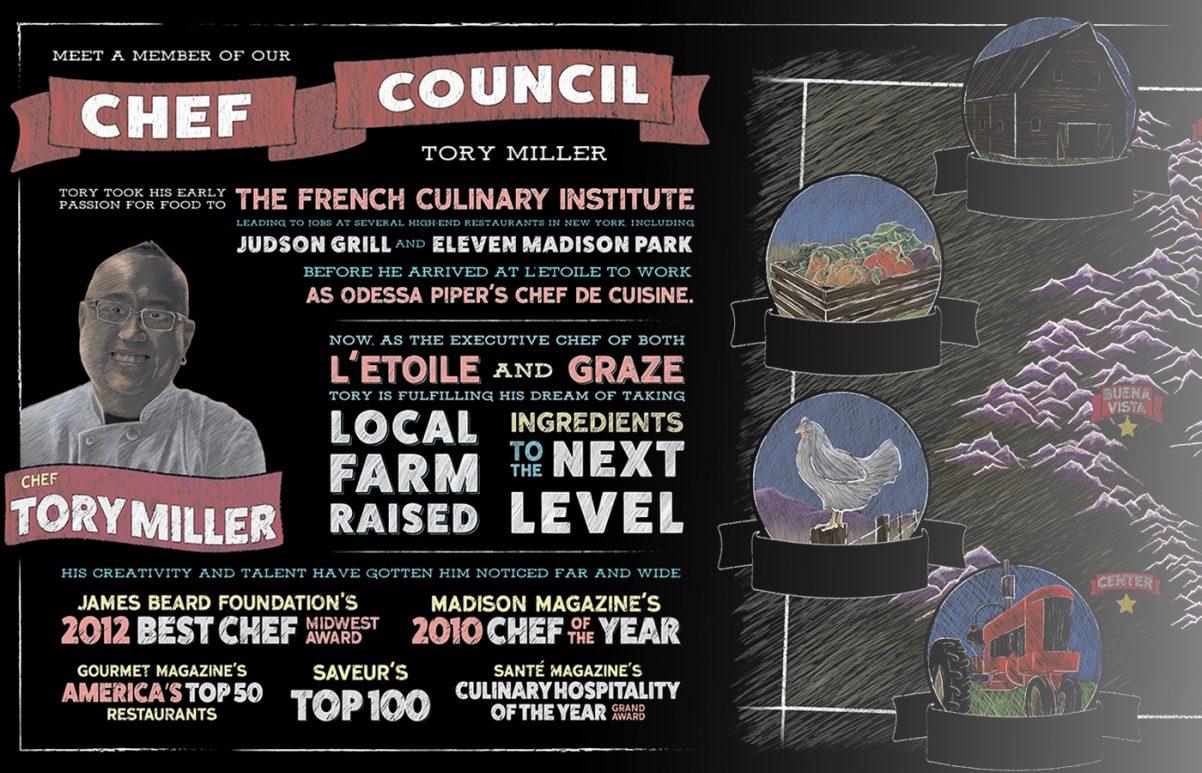 MEET A MEMBER OF OUR
CHEF COUNCIL
TORY MILLER
TORY TOOK HIS EARLY
PASSION FOR FOOD TO
THE FRENCH CULINARY INSTITUTE
LEADING TO JOBS AT SEVERAL HIGH-END RESTAURANTS IN NEW YORK, INCLUDING
JUDSON GRILL AND ELEVEN MADISON PARK
BEFORE HE ARRIVED AT L'ETOILE TO WORK
AS ODESSA PIPER'S CHEF DE CUISINE.
NOW, AS THE EXECUTIVE CHEF OF BOTH
L'ETOILE AND GRAZE
TORY IS FULFILLING HIS DREAM OF TAKING
LOCAL
FARM
RAISED
INGREDIENTS
TO THE NEXT
LEVEL
CHEF
TORY MILLER
HIS CREATIVITY AND TALENT HAVE GOTTEN HIM NOTICED FAR AND WIDE
JAMES BEARD FOUNDATION'S
2012 BEST CHEF MIDWEST AWARD
MADISON MAGAZINE'S
2010 CHEF OF THE YEAR
GOURMET MAGAZINE'S
AMERICA'S TOP 50
RESTAURANTS
SAVEUR'S
TOP 100
SANTÉ MAGAZINE'S
CULINARY HOSPITALITY
OF THE YEAR GRAND AWARD
BUENA
VISTA
CENTER